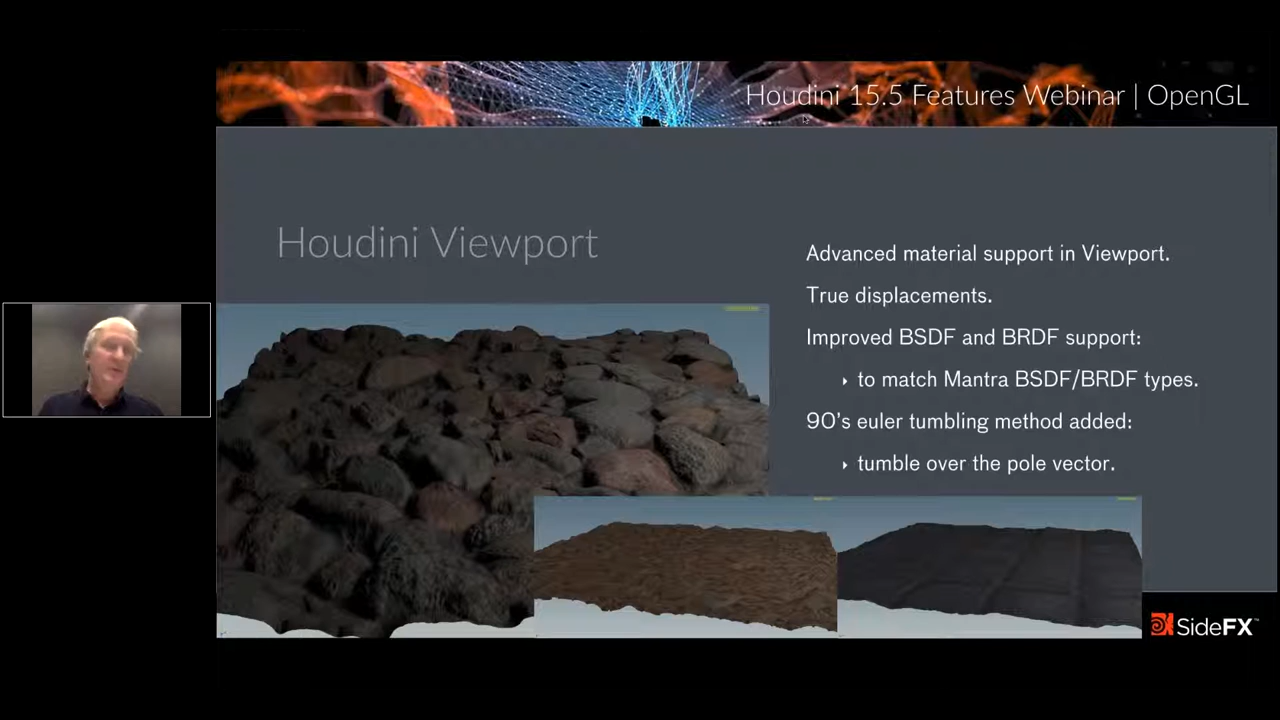 Houdini 15.5 Features Webinar | OpenGL
Houdini Viewport
Advanced material support in Viewport.
True displacements.
Improved BSDF and BRDF support:
to match Mantra BSDF/BRDF types.
90's euler tumbling method added:
tumble over the pole vector.
SideFX™